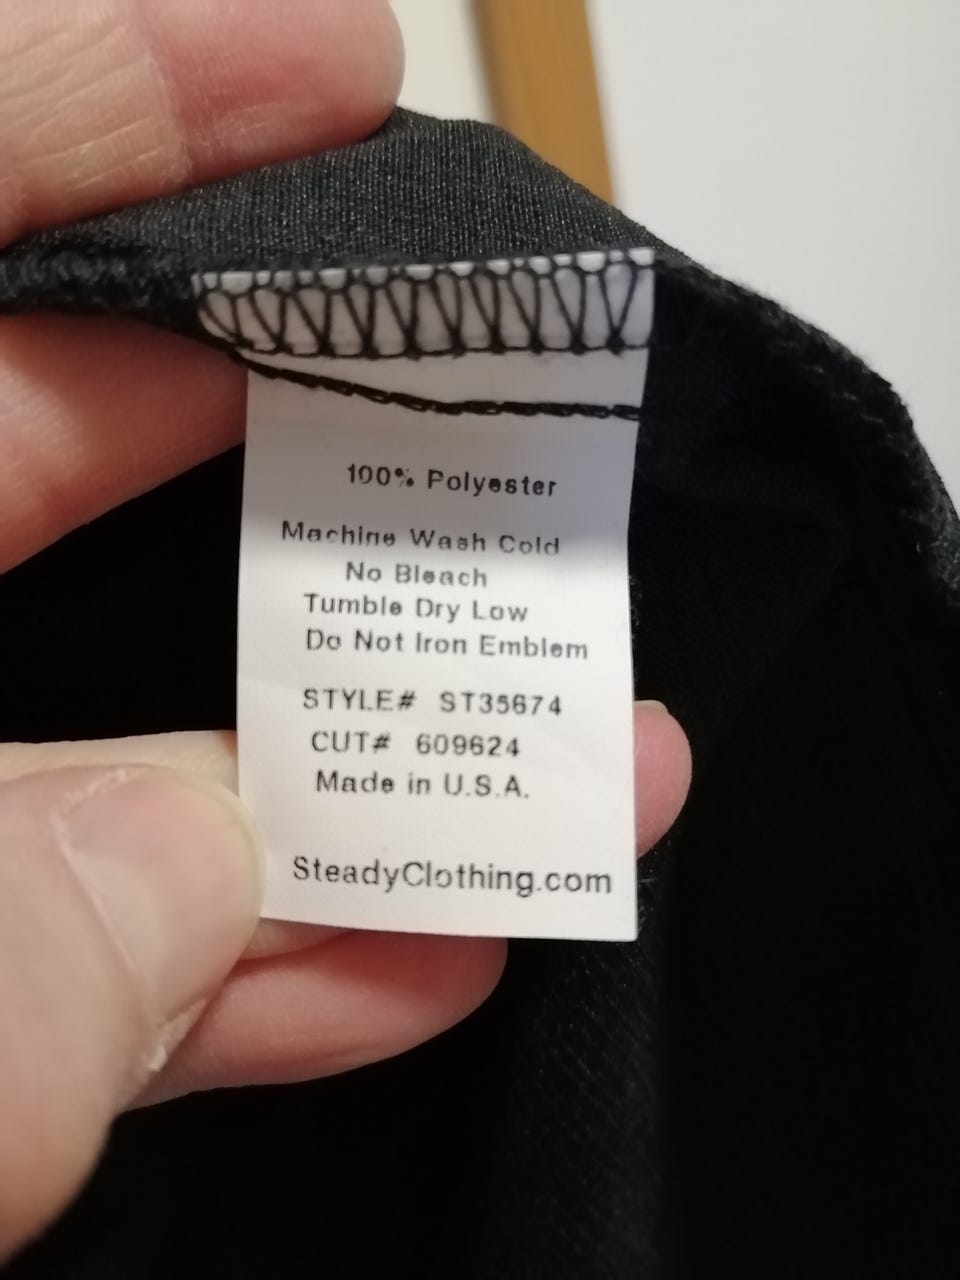 100% Polyester
Machine Wash Cold
No Bleach
Tumble Dry Low
Do Not Iron Emblem
STYLE# ST35674
CUT# 609624
Made in U.S.A.
SteadyClothing.com